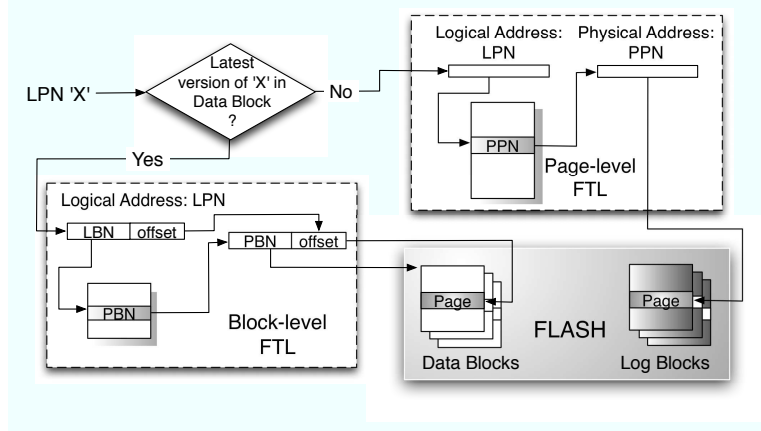 LPN 'X'
Latest
version of 'X' in
Data Block
?
No
Yes
Logical Address:
LPN
Physical Address:
PPN
PPN
Page-level
FTL
Logical Address: LPN
LBN
offset
PBN
offset
PBN
Block-level
FTL
Page
Data Blocks
FLASH
Page
Log Blocks